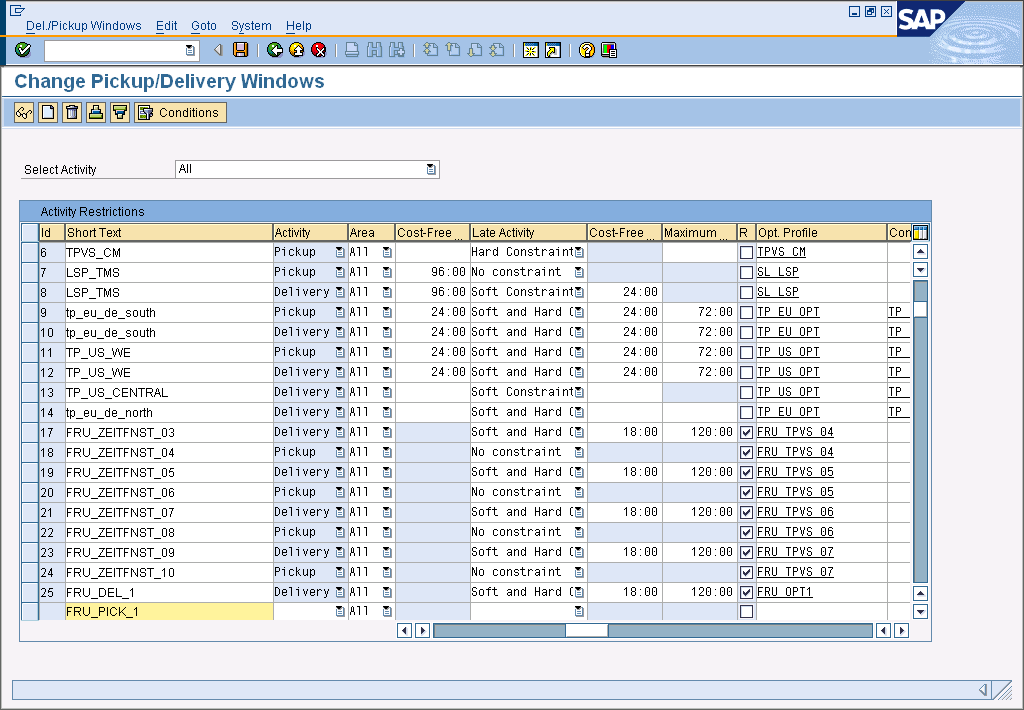 Del./Pickup Windows Edit Goto System Help
SAP
Change Pickup/Delivery Windows
Conditions
Select Activity All
Activity Restrictions
Id Short Text Activity Area Cost-Free ... Late Activity Cost-Free ... Maximum ... R Opt. Profile Con
6 TPVS_CM Pickup All Hard Constraint TPVS_CM
7 LSP_TMS Pickup All 96:00 No constraint SL_LSP
8 LSP_TMS Delivery All 96:00 Soft Constraint 24:00 SL_LSP
9 tp_eu_de_south Pickup All 24:00 Soft and Hard C 24:00 72:00 TP_EU_OPT TP_
10 tp_eu_de_south Delivery All 24:00 Soft and Hard C 24:00 72:00 TP_EU_OPT TP_
11 TP_US_WE Pickup All 24:00 Soft and Hard C 24:00 72:00 TP_US_OPT TP_
12 TP_US_WE Delivery All 24:00 Soft and Hard C 24:00 72:00 TP_US_OPT TP_
13 TP_US_CENTRAL Delivery All Soft Constraint TP_US_OPT TP_
14 tp_eu_de_north Delivery All Soft and Hard C TP_EU_OPT TP_
17 FRU_ZEITFNST_03 Delivery All Soft and Hard C 18:00 120:00 FRU_TPVS_04
18 FRU_ZEITFNST_04 Pickup All No constraint FRU_TPVS_04
19 FRU_ZEITFNST_05 Delivery All Soft and Hard C 18:00 120:00 FRU_TPVS_05
20 FRU_ZEITFNST_06 Pickup All No constraint FRU_TPVS_05
21 FRU_ZEITFNST_07 Delivery All Soft and Hard C 18:00 120:00 FRU_TPVS_06
22 FRU_ZEITFNST_08 Pickup All No constraint FRU_TPVS_06
23 FRU_ZEITFNST_09 Delivery All Soft and Hard C 18:00 120:00 FRU_TPVS_07
24 FRU_ZEITFNST_10 Pickup All No constraint FRU_TPVS_07
25 FRU_DEL_1 Delivery All Soft and Hard C 18:00 120:00 FRU_OPT1
FRU_PICK_1 All